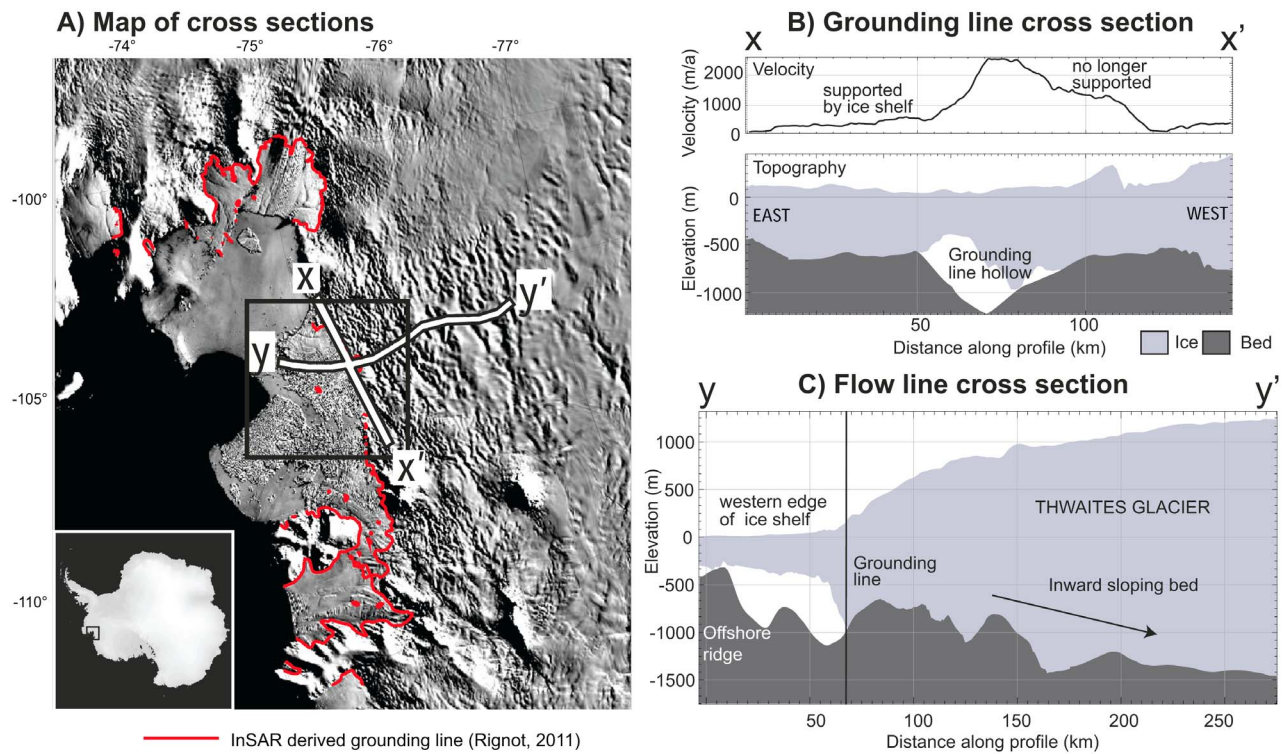 A) Map of cross sections
-74° -75° -76° -77°
-100°
-105°
-110°
x
y
y’
x’
InSAR derived grounding line (Rignot, 2011)
B) Grounding line cross section
x x’
Velocity (m/a)
2000
1000
0
Velocity
supported
by ice shelf
no longer
supported
Elevation (m)
0
-500
-1000
Topography
EAST WEST
Grounding
line hollow
50 100
Distance along profile (km)
Ice Bed
C) Flow line cross section
y y’
Elevation (m)
1000
500
0
-500
-1000
-1500
western edge
of ice shelf
THWAITES GLACIER
Grounding
line
Inward sloping bed
Offshore
ridge
50 100 150 200 250
Distance along profile (km)